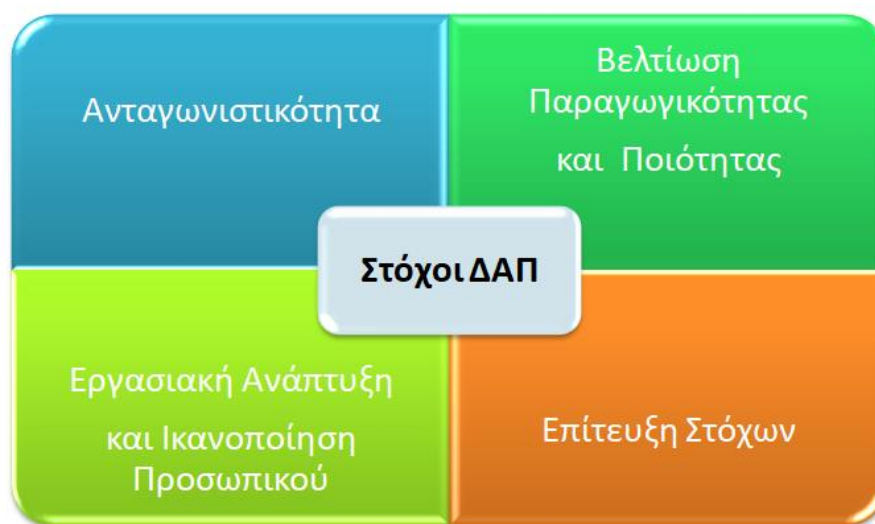 Ανταγωνιστικότητα
Βελτίωση
Παραγωγικότητας
και Ποιότητας
Στόχοι ΔΑΠ
Εργασιακή Ανάπτυξη
και Ικανοποίηση
Προσωπικού
Επίτευξη Στόχων